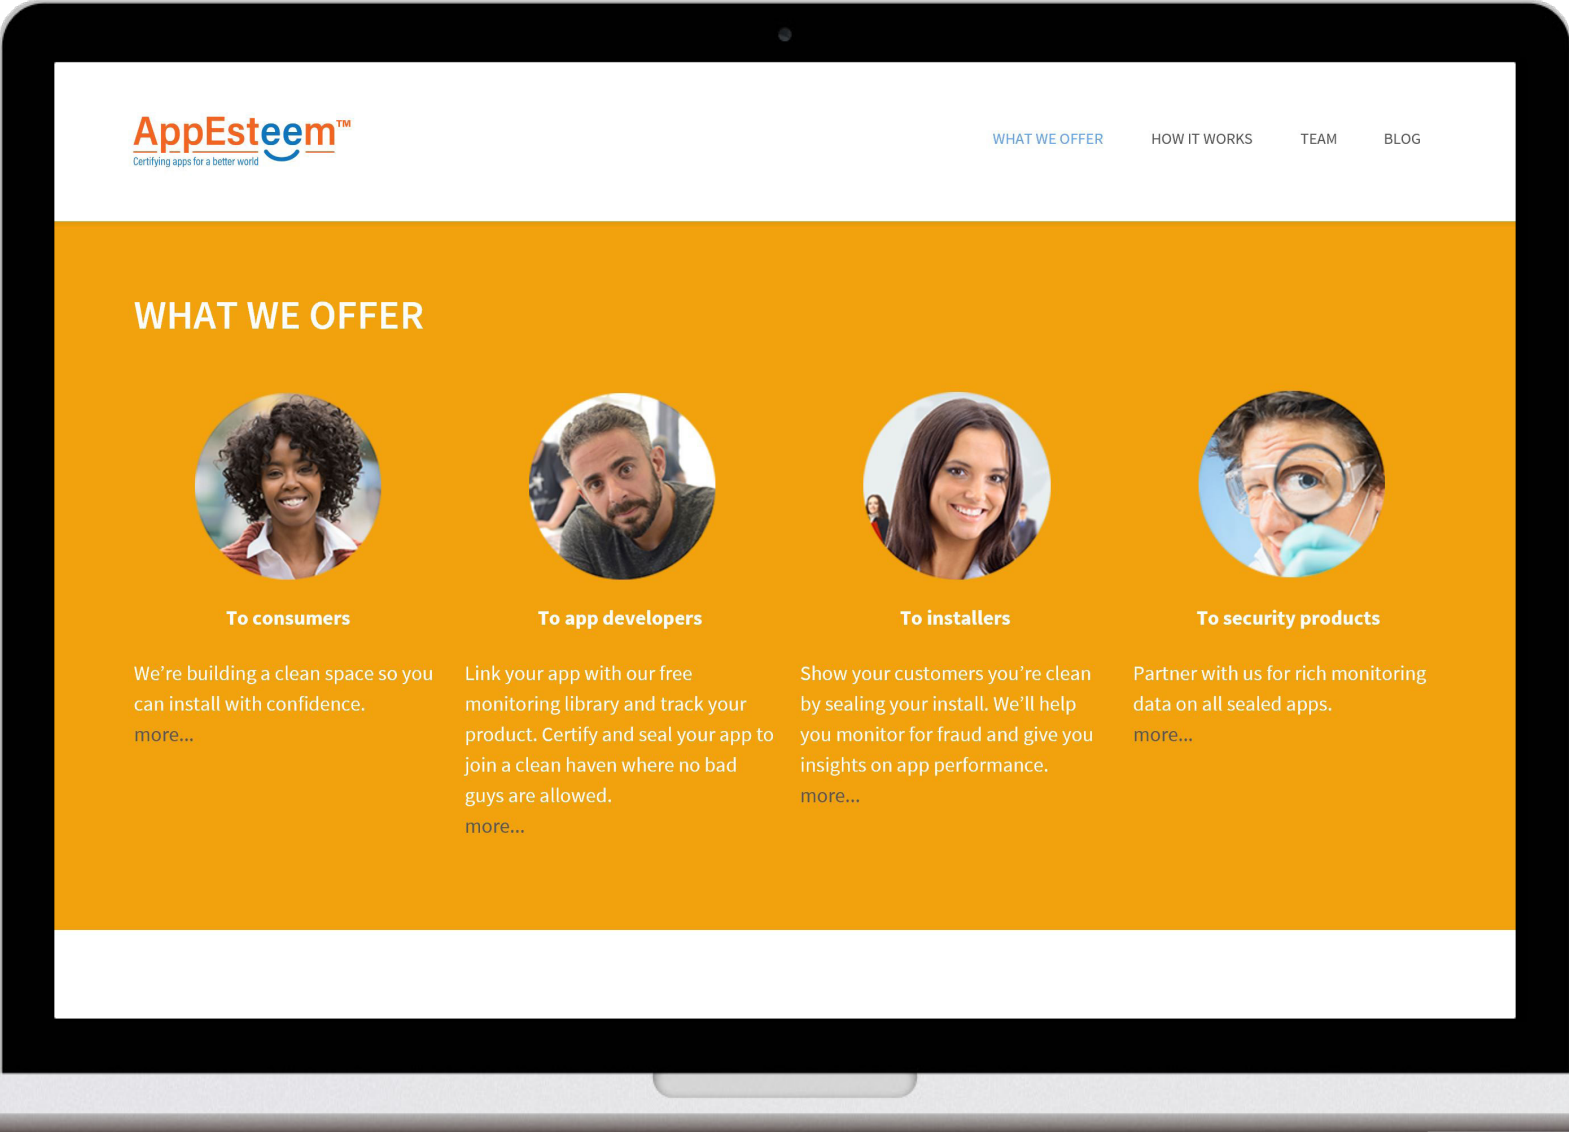 AppEsteem™
Certifying apps for a better world
WHAT WE OFFER
HOW IT WORKS
TEAM
BLOG
WHAT WE OFFER
To consumers
We’re building a clean space so you
can install with confidence.
more...
To app developers
Link your app with our free
monitoring library and track your
product. Certify and seal your app to
join a clean haven where no bad
guys are allowed.
more...
To installers
Show your customers you’re clean
by sealing your install. We’ll help
you monitor for fraud and give you
insights on app performance.
more...
To security products
Partner with us for rich monitoring
data on all sealed apps.
more...